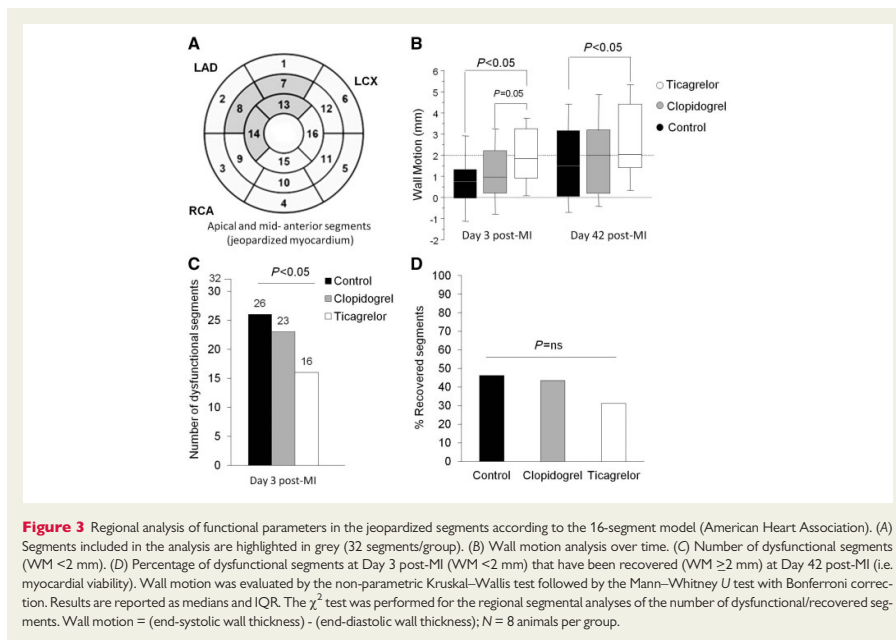 A
LAD
LCX
RCA
1
2
7
6
8
13
12
14
16
9
15
11
3
10
5
4
Apical and mid- anterior segments
(jeopardized myocardium)
B
P<0.05
P<0.05
P=0.05
Ticagrelor
Clopidogrel
Control
Wall Motion (mm)
6
5
4
3
2
1
0
-1
-2
Day 3 post-MI
Day 42 post-MI
C
P<0.05
Control
Clopidogrel
Ticagrelor
Number of dysfunctional segments
32
30
25
20
15
10
5
0
26
23
16
Day 3 post-MI
D
% Recovered segments
100
90
80
70
60
50
40
30
20
10
0
P=ns
Control
Clopidogrel
Ticagrelor
Figure 3 Regional analysis of functional parameters in the jeopardized segments according to the 16-segment model (American Heart Association). (A)
Segments included in the analysis are highlighted in grey (32 segments/group). (B) Wall motion analysis over time. (C) Number of dysfunctional segments
(WM <2 mm). (D) Percentage of dysfunctional segments at Day 3 post-MI (WM <2 mm) that have been recovered (WM ≥2 mm) at Day 42 post-MI (i.e.
myocardial viability). Wall motion was evaluated by the non-parametric Kruskal–Wallis test followed by the Mann–Whitney U test with Bonferroni correc-
tion. Results are reported as medians and IQR. The χ² test was performed for the regional segmental analyses of the number of dysfunctional/recovered seg-
ments. Wall motion = (end-systolic wall thickness) - (end-diastolic wall thickness); N = 8 animals per group.